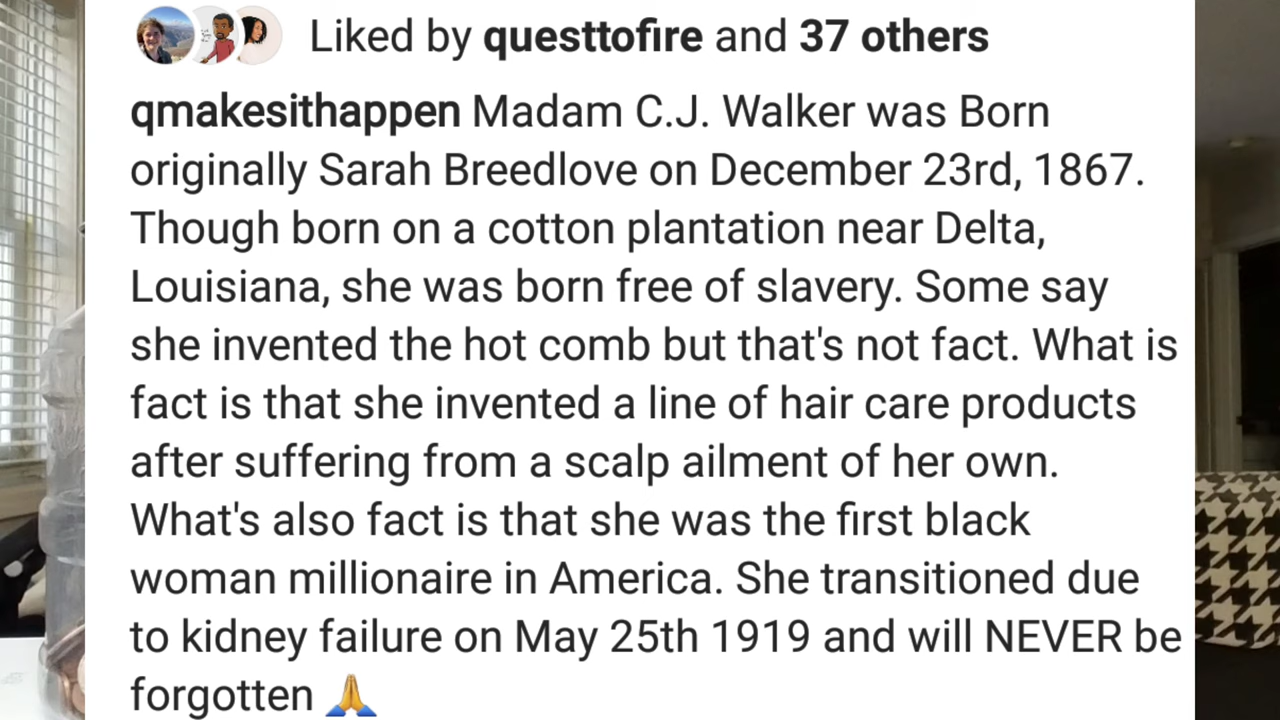 Liked by questtofire and 37 others
qmakesithappen Madam C.J. Walker was Born
originally Sarah Breedlove on December 23rd, 1867.
Though born on a cotton plantation near Delta,
Louisiana, she was born free of slavery. Some say
she invented the hot comb but that's not fact. What is
fact is that she invented a line of hair care products
after suffering from a scalp ailment of her own.
What's also fact is that she was the first black
woman millionaire in America. She transitioned due
to kidney failure on May 25th 1919 and will NEVER be
forgotten 🙏